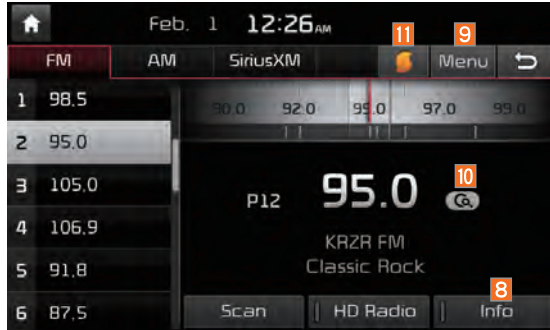 Feb. 1 12:26 AM
11
9
FM AM SiriusXM Menu
1 98.5
2 95.0
3 105.0
4 106.9
5 91.8
6 87.5
90.0 92.0 95.0 97.0 99.0
P12 95.0
10
KRZR FM
Classic Rock
8
Scan HD Radio Info